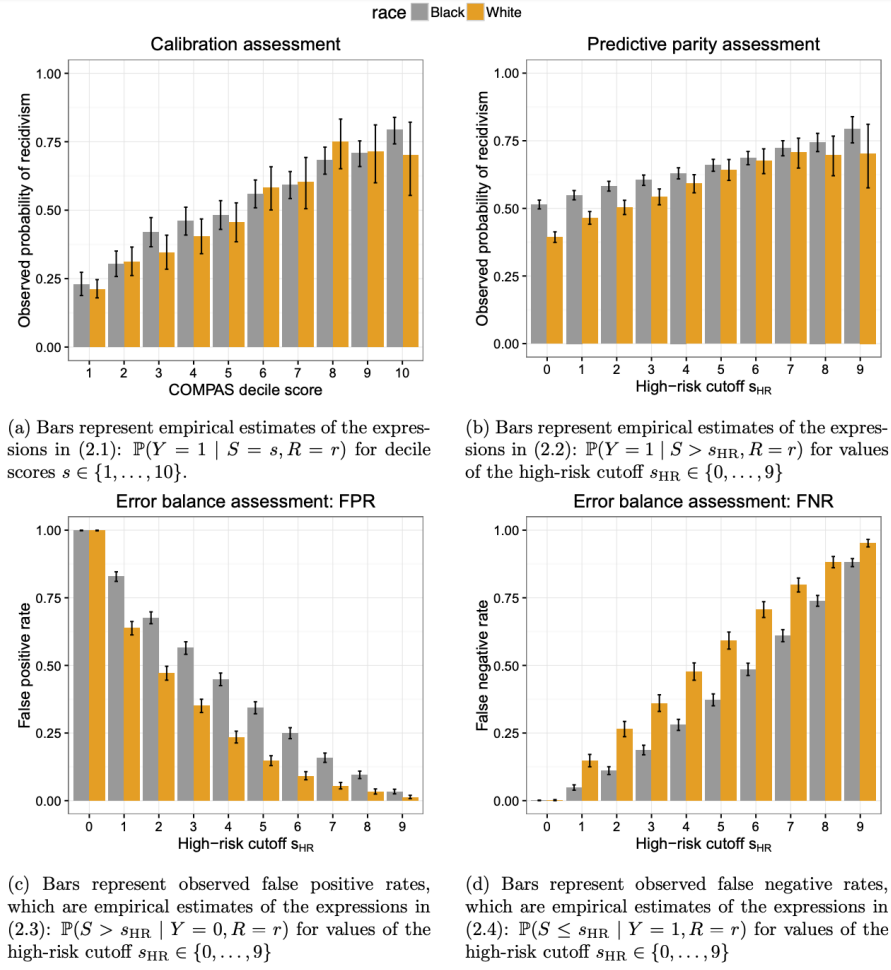 race Black White
Calibration assessment
Observed probability of recidivism
1.00
0.75
0.50
0.25
0.00
1 2 3 4 5 6 7 8 9 10
COMPAS decile score
(a) Bars represent empirical estimates of the expres-
sions in (2.1): ℙ(Y = 1 | S = s, R = r) for decile
scores s ∈ {1, . . . , 10}.
Predictive parity assessment
Observed probability of recidivism
1.00
0.75
0.50
0.25
0.00
0 1 2 3 4 5 6 7 8 9
High−risk cutoff sHR
(b) Bars represent empirical estimates of the expres-
sions in (2.2): ℙ(Y = 1 | S > sHR, R = r) for values
of the high-risk cutoff sHR ∈ {0, . . . , 9}
Error balance assessment: FPR
False positive rate
1.00
0.75
0.50
0.25
0.00
0 1 2 3 4 5 6 7 8 9
High−risk cutoff sHR
(c) Bars represent observed false positive rates,
which are empirical estimates of the expressions in
(2.3): ℙ(S > sHR | Y = 0, R = r) for values of the
high-risk cutoff sHR ∈ {0, . . . , 9}
Error balance assessment: FNR
False negative rate
1.00
0.75
0.50
0.25
0.00
0 1 2 3 4 5 6 7 8 9
High−risk cutoff sHR
(d) Bars represent observed false negative rates,
which are empirical estimates of the expressions in
(2.4): ℙ(S ≤ sHR | Y = 1, R = r) for values of the
high-risk cutoff sHR ∈ {0, . . . , 9}